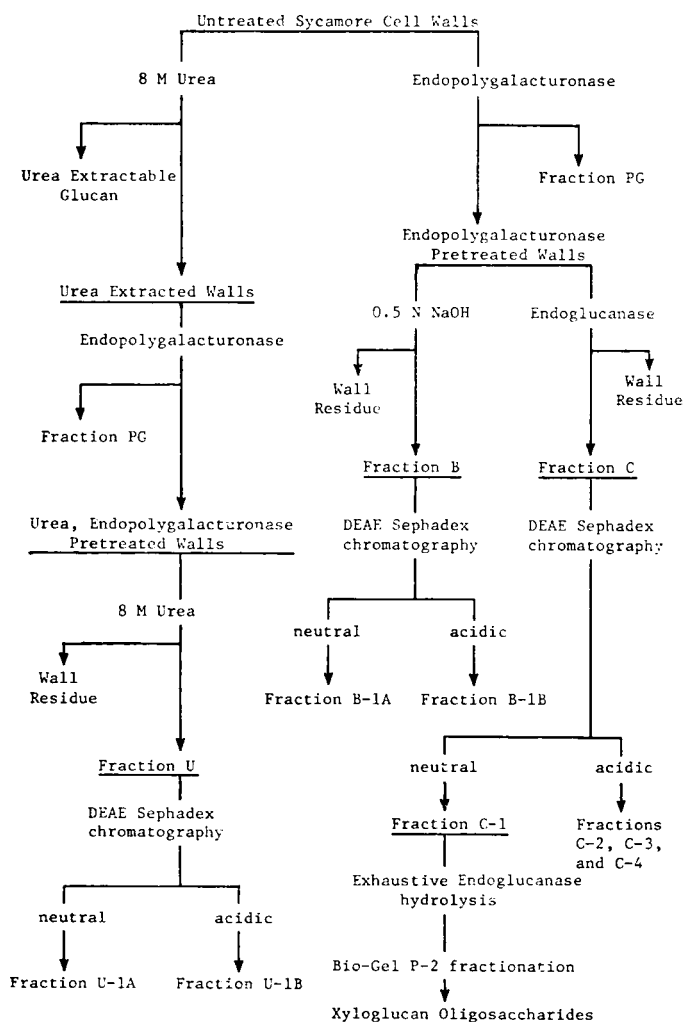 Untreated Sycamore Cell Walls
8 M Urea
Endopolygalacturonase
Urea Extractable
Glucan
Fraction PG
Endopolygalacturonase
Pretreated Walls
Urea Extracted Walls
0.5 N NaOH
Endoglucanase
Endopolygalacturonase
Wall
Residue
Wall
Residue
Fraction PG
Fraction B
Fraction C
Urea, Endopolygalacturonase
Pretreated Walls
DEAE Sephadex
chromatography
DEAE Sephadex
chromatography
8 M Urea
neutral
acidic
Wall
Residue
Fraction B-1A
Fraction B-1B
Fraction U
neutral
acidic
DEAE Sephadex
chromatography
Fraction C-1
Fractions
C-2, C-3,
and C-4
Exhaustive Endoglucanase
hydrolysis
neutral
acidic
Bio-Gel P-2 fractionation
Fraction U-1A
Fraction U-1B
Xyloglucan Oligosaccharides